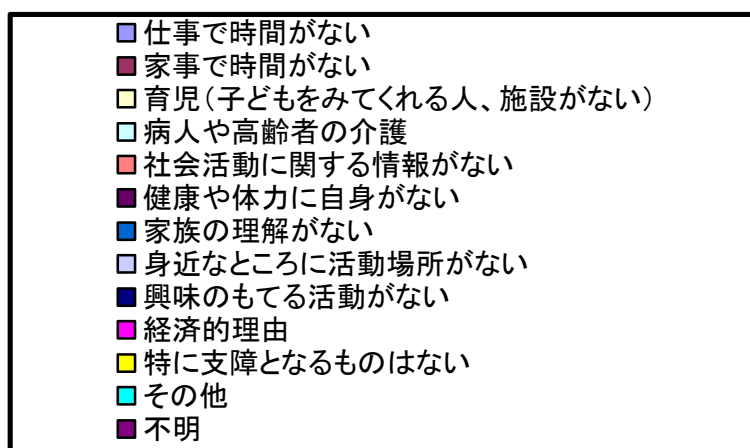 仕事で時間がない
家事で時間がない
育児（子どもをみてくれる人、施設がない）
病人や高齢者の介護
社会活動に関する情報がない
健康や体力に自身がない
家族の理解がない
身近なところに活動場所がない
興味のもてる活動がない
経済的理由
特に支障となるものはない
その他
不明